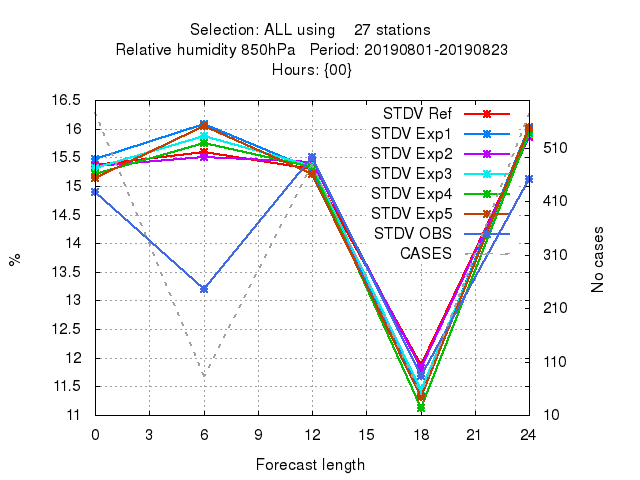 Selection: ALL using 27 stations
Relative humidity 850hPa Period: 20190801-20190823
Hours: {00}
16.5
16
15.5
15
14.5
14
13.5
13
12.5
12
11.5
11
%
STDV Ref
STDV Exp1
STDV Exp2
STDV Exp3
STDV Exp4
STDV Exp5
STDV OBS
CASES
510
410
310
210
110
10
No cases
0 3 6 9 12 15 18 21 24
Forecast length